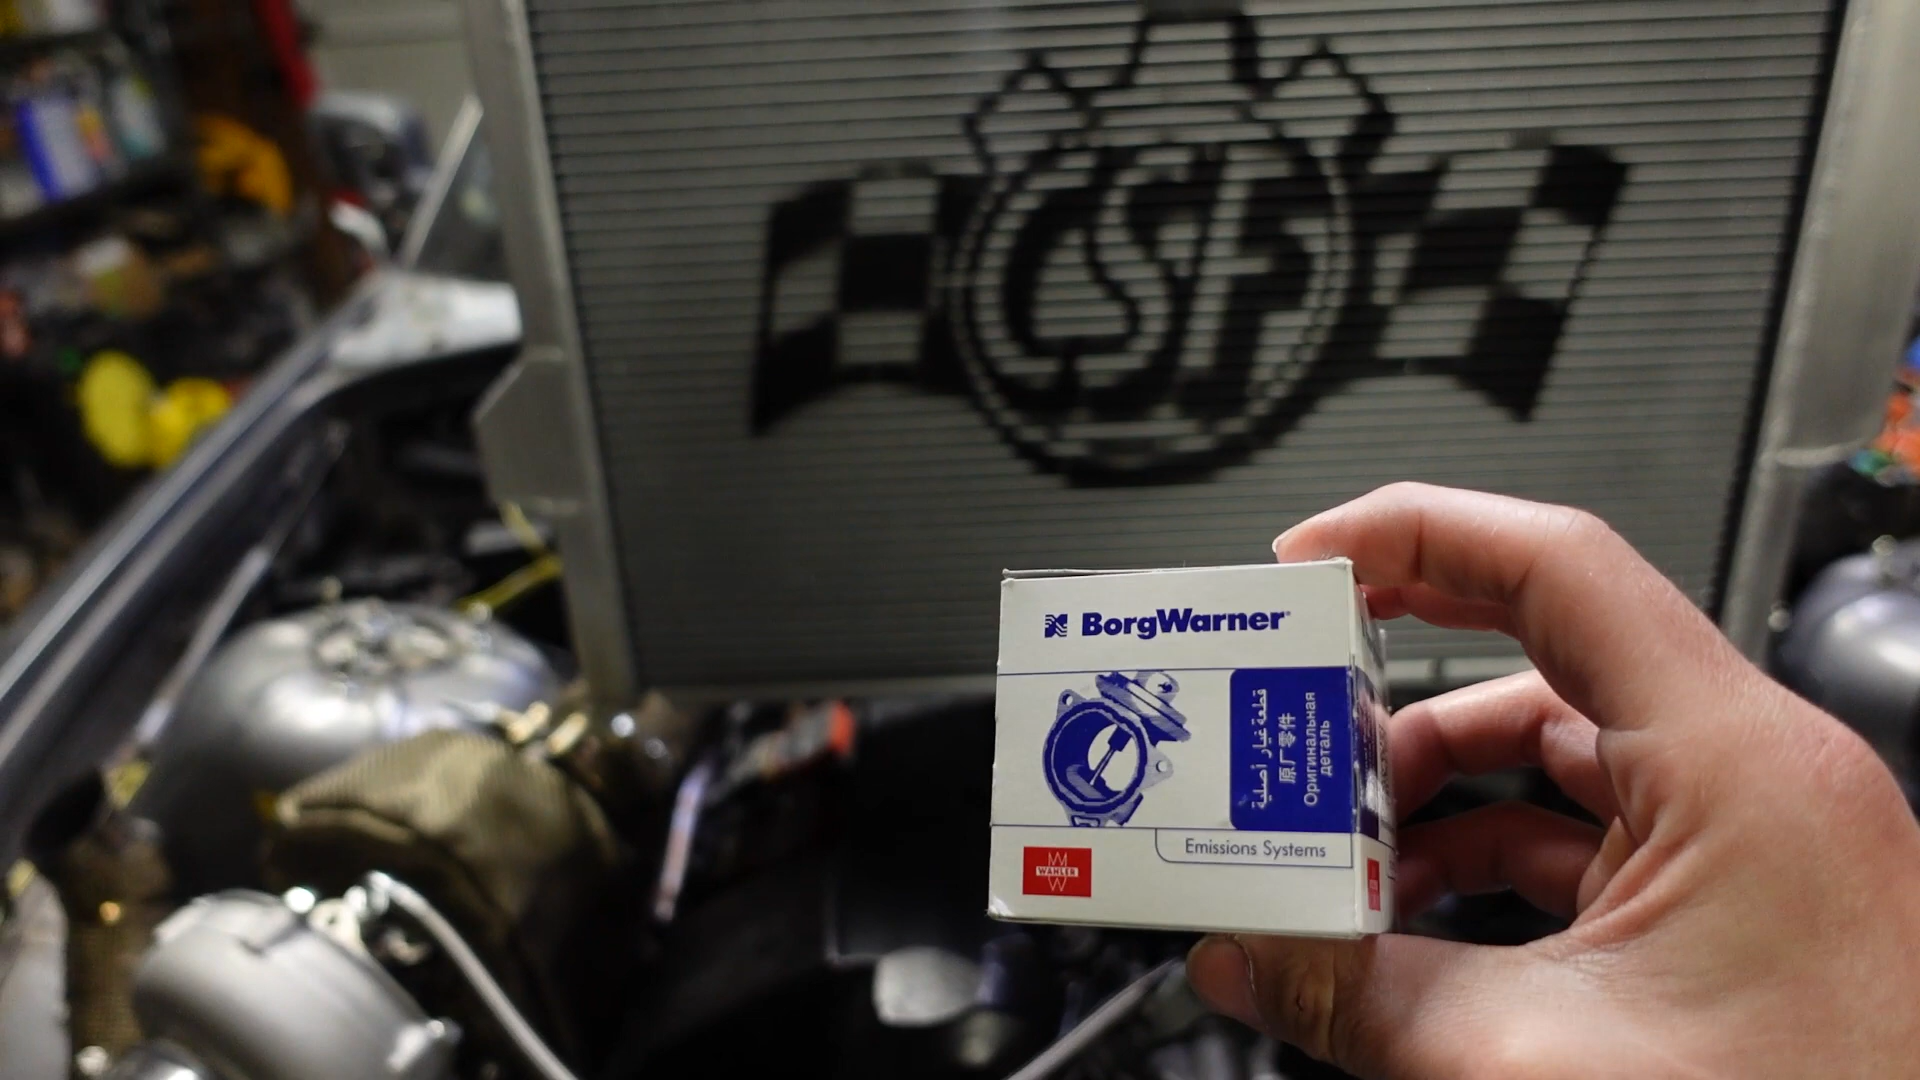 CSF
BorgWarner
قطعة غيار أصلية
原厂零件
Оригинальная
деталь
Emissions Systems
WAHLER